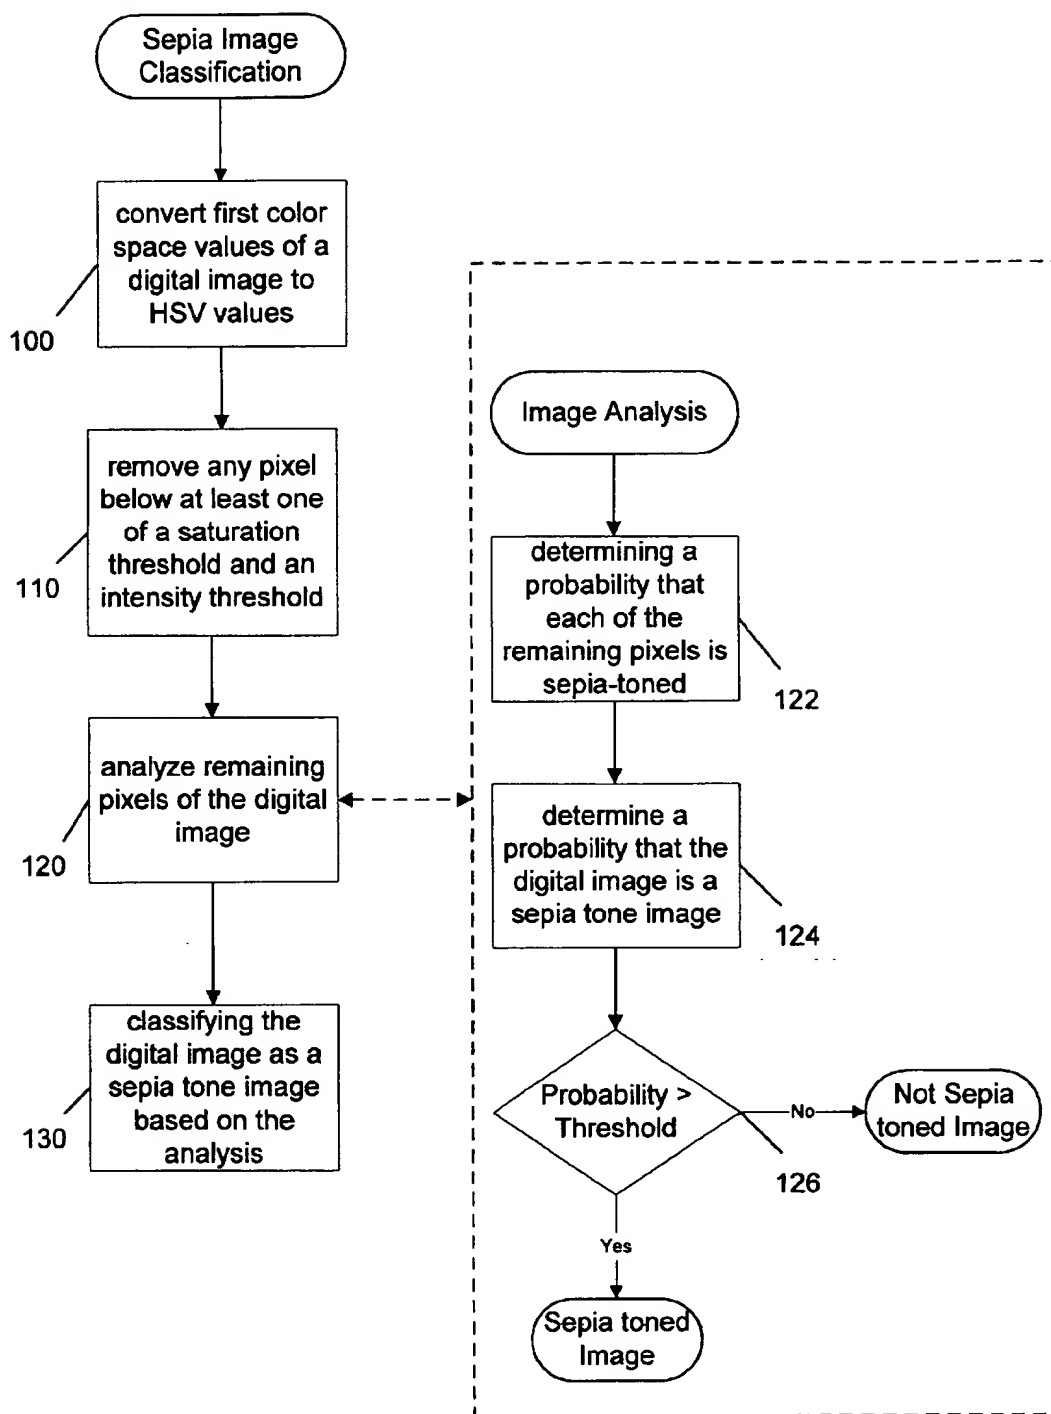 Sepia Image
Classification
convert first color
space values of a
digital image to
HSV values
100
remove any pixel
below at least one
of a saturation
threshold and an
intensity threshold
110
analyze remaining
pixels of the digital
image
120
classifying the
digital image as a
sepia tone image
based on the
analysis
130
Image Analysis
determining a
probability that
each of the
remaining pixels is
sepia-toned
122
determine a
probability that the
digital image is a
sepia tone image
124
Probability >
Threshold
126
No
Not Sepia
toned Image
Yes
Sepia toned
Image